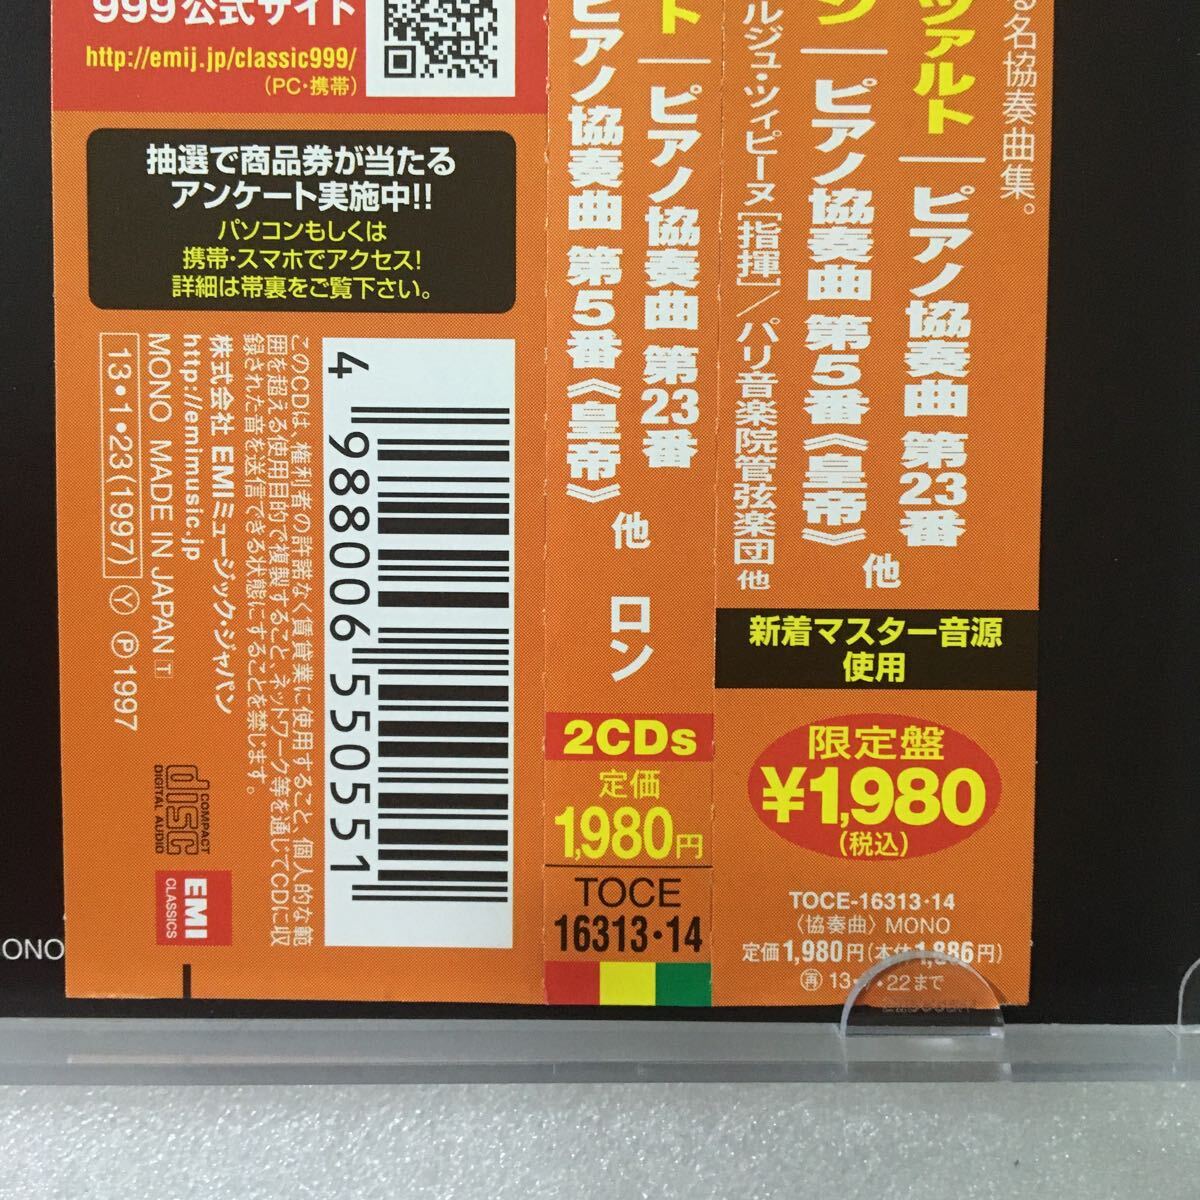 999公式サイト
http://emij.jp/classic999/
(PC・携帯)
抽選で商品券が当たる
アンケート実施中!!
パソコンもしくは
携帯・スマホでアクセス!
詳細は帯裏をご覧下さい。
4 988006 550551
このCDは、権利者の許諾なく賃貸業に使用すること、個人的な範
囲を超える使用目的で複製すること、ネットワーク等を通じてCDに収
録された音を送信できる状態にすることを禁じます。
株式会社 EMIミュージック・ジャパン
http://emimusic.jp
MONO MADE IN JAPAN T
13・1・23(1997) Y P1997
COMPACT
disc
DIGITAL AUDIO
EMI
CLASSICS
ONO
ト ― ピアノ協奏曲 第23番
ピアノ協奏曲 第5番《皇帝》 他 ロン
2CDs
定価
1,980円
TOCE
16313・14
る名協奏曲集。
ツァルト ― ピアノ協奏曲 第23番
ン ― ピアノ協奏曲 第5番《皇帝》 他
ルジュ・ツィピーヌ[指揮]/パリ音楽院管弦楽団 他
新着マスター音源
使用
限定盤
¥1,980
(税込)
TOCE-16313・14
〈協奏曲〉MONO
定価1,980円(本体1,886円)
再 13・・22まで